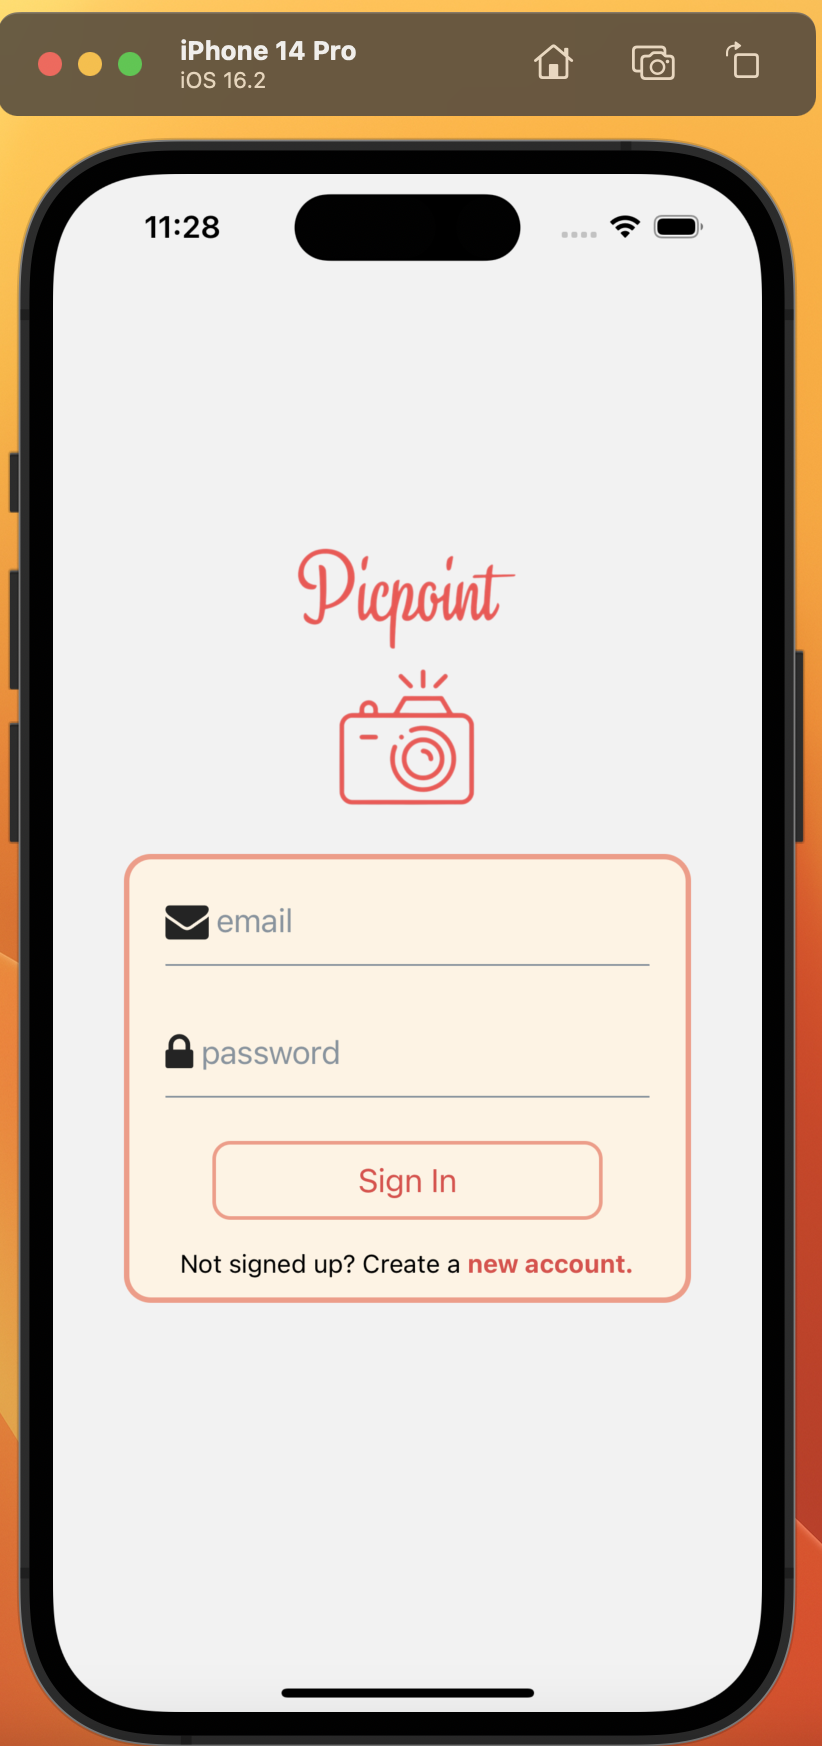 iPhone 14 Pro
iOS 16.2
11:28
Picpoint
email
password
Sign In
Not signed up? Create a new account.